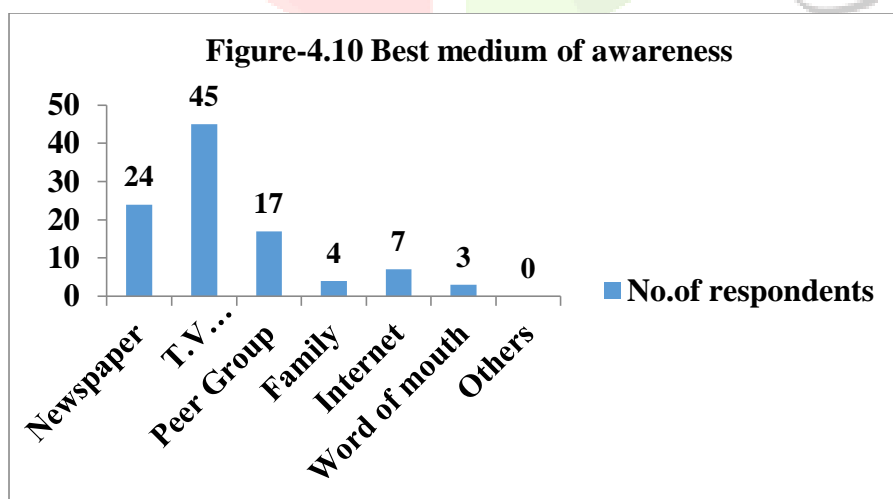 Figure-4.10 Best medium of awareness
50
40
30
20
10
0
24
45
17
4
7
3
0
Newspaper
T.V...
Peer Group
Family
Internet
Word of mouth
Others
No.of respondents